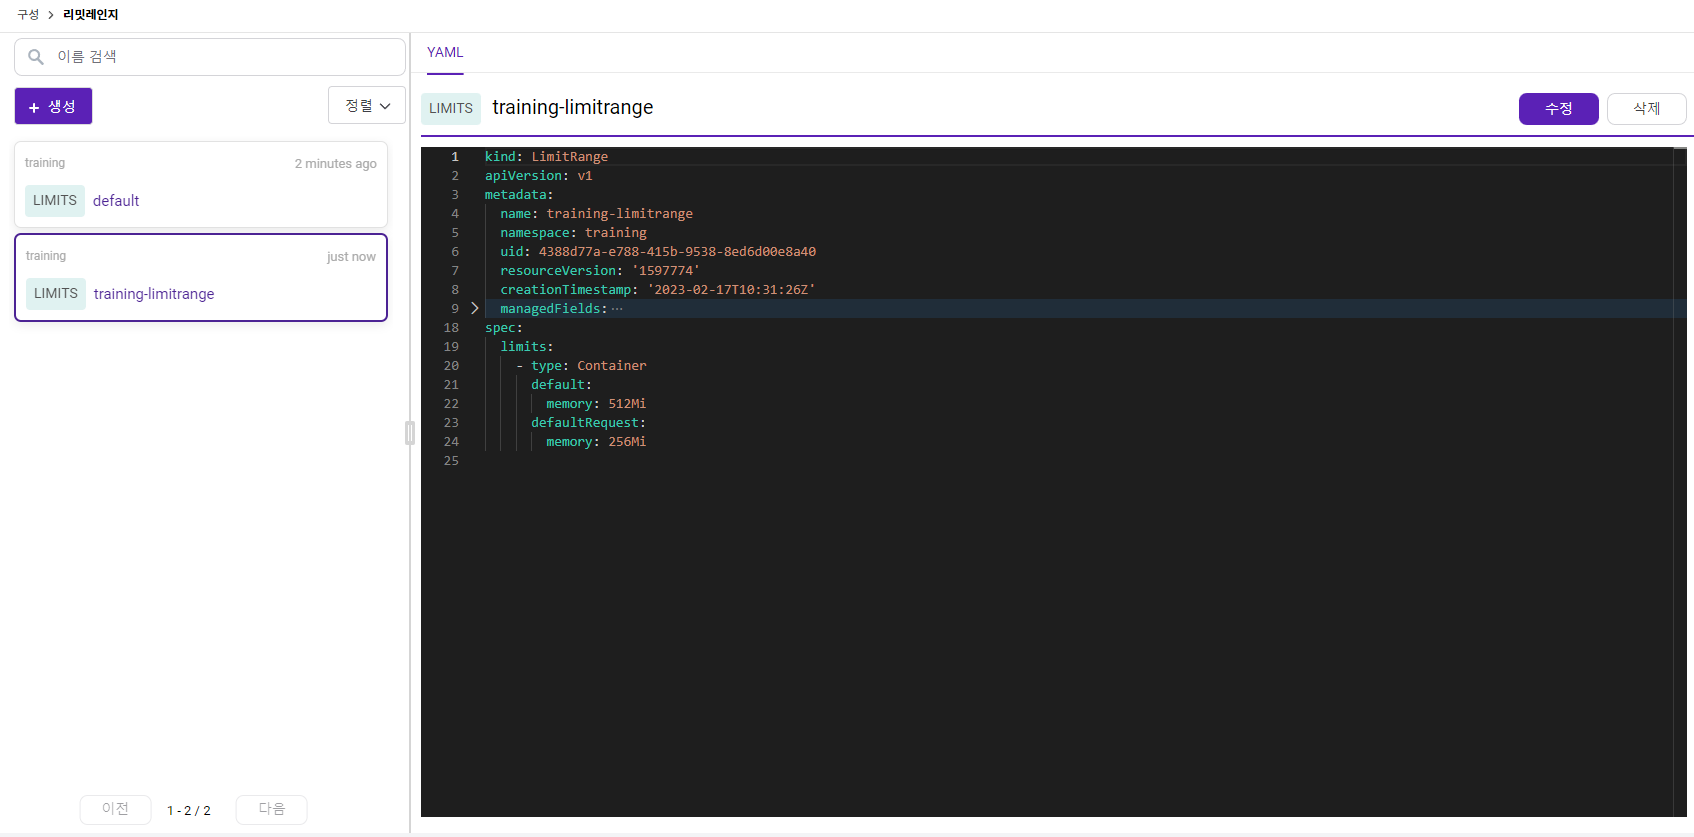 구성 > 리밋레인지
이름 검색
+ 생성
정렬
training 2 minutes ago
LIMITS default
training just now
LIMITS training-limitrange
이전 1 - 2 / 2 다음
YAML
LIMITS training-limitrange 수정 삭제
1 kind: LimitRange
2 apiVersion: v1
3 metadata:
4 name: training-limitrange
5 namespace: training
6 uid: 4388d77a-e788-415b-9538-8ed6d00e8a40
7 resourceVersion: '1597774'
8 creationTimestamp: '2023-02-17T10:31:26Z'
9 > managedFields: ···
18 spec:
19 limits:
20 - type: Container
21 default:
22 memory: 512Mi
23 defaultRequest:
24 memory: 256Mi
25